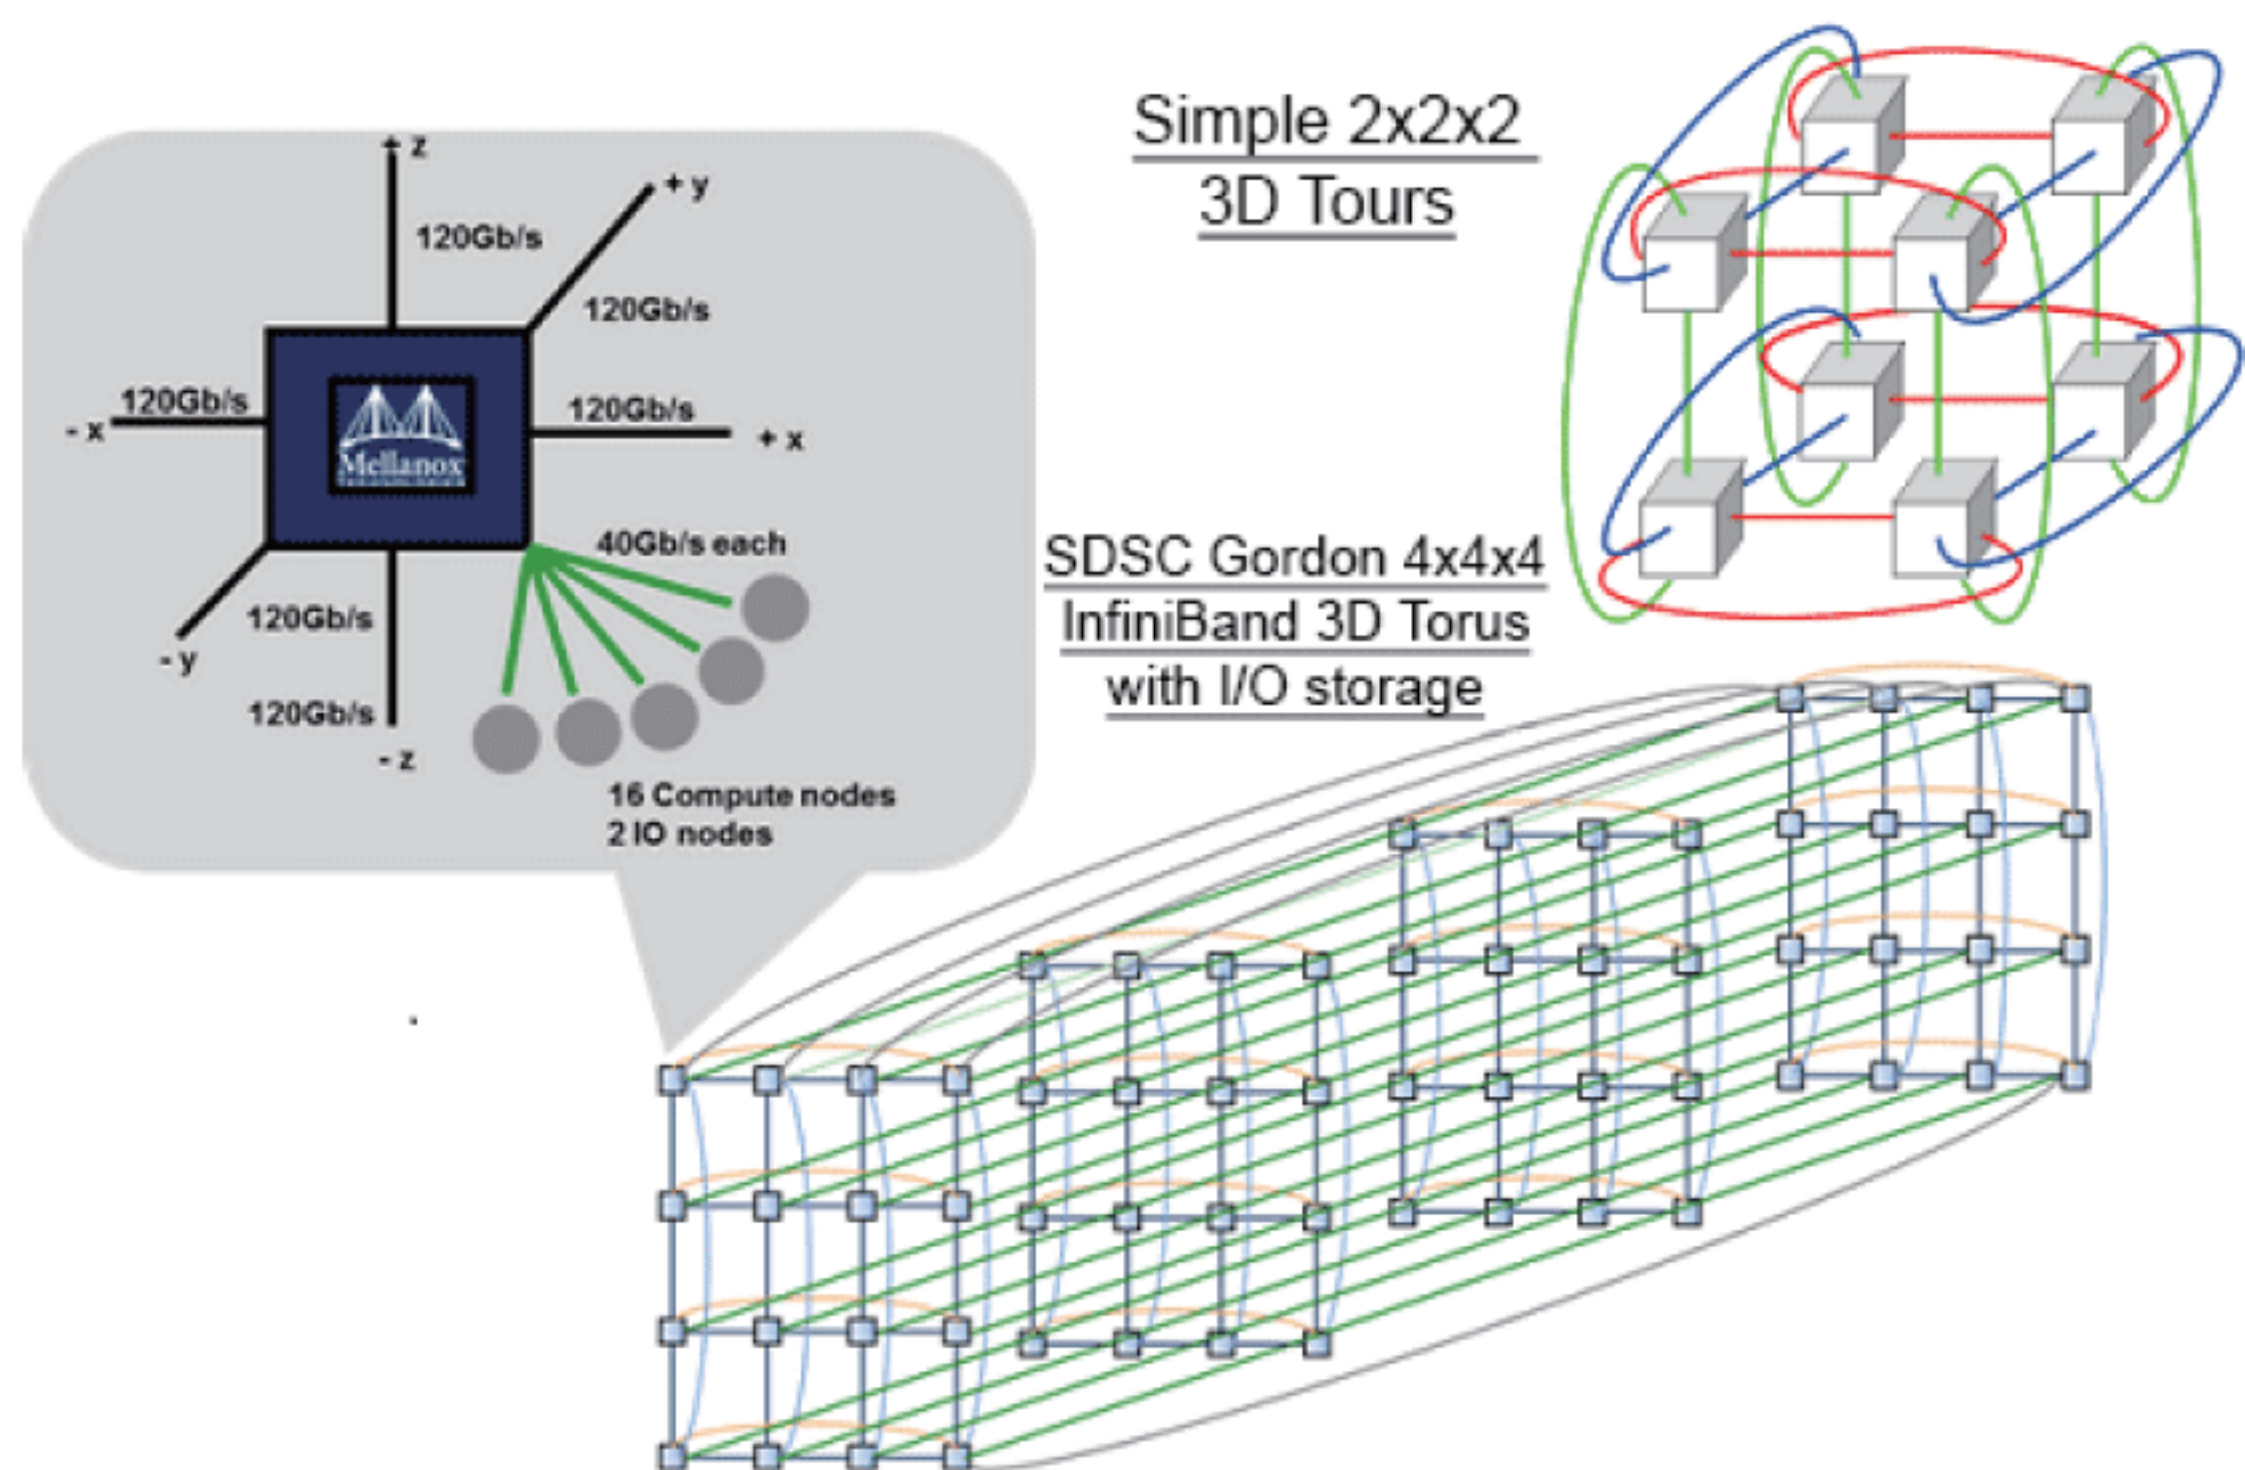 + z
+ y
120Gb/s
120Gb/s
120Gb/s
- x
120Gb/s
+ x
Mellanox
40Gb/s each
120Gb/s
- y
120Gb/s
- z
16 Compute nodes
2 IO nodes
Simple 2x2x2
3D Tours
SDSC Gordon 4x4x4
InfiniBand 3D Torus
with I/O storage